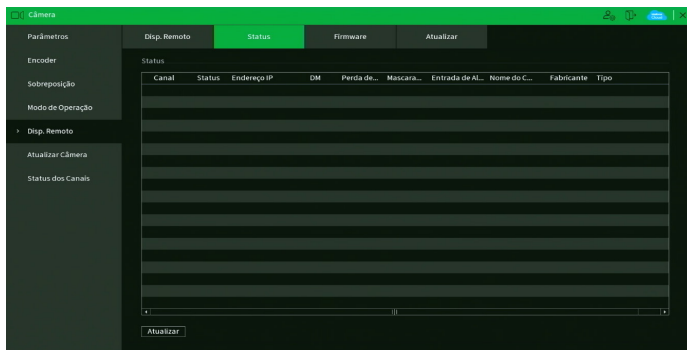 Câmera
Parâmetros
Encoder
Sobreposição
Modo de Operação
Disp. Remoto
Atualizar Câmera
Status dos Canais
Disp. Remoto Status Firmware Atualizar
Status
Canal Status Endereço IP DM Perda de... Mascara... Entrada de Al... Nome do C... Fabricante Tipo
Atualizar